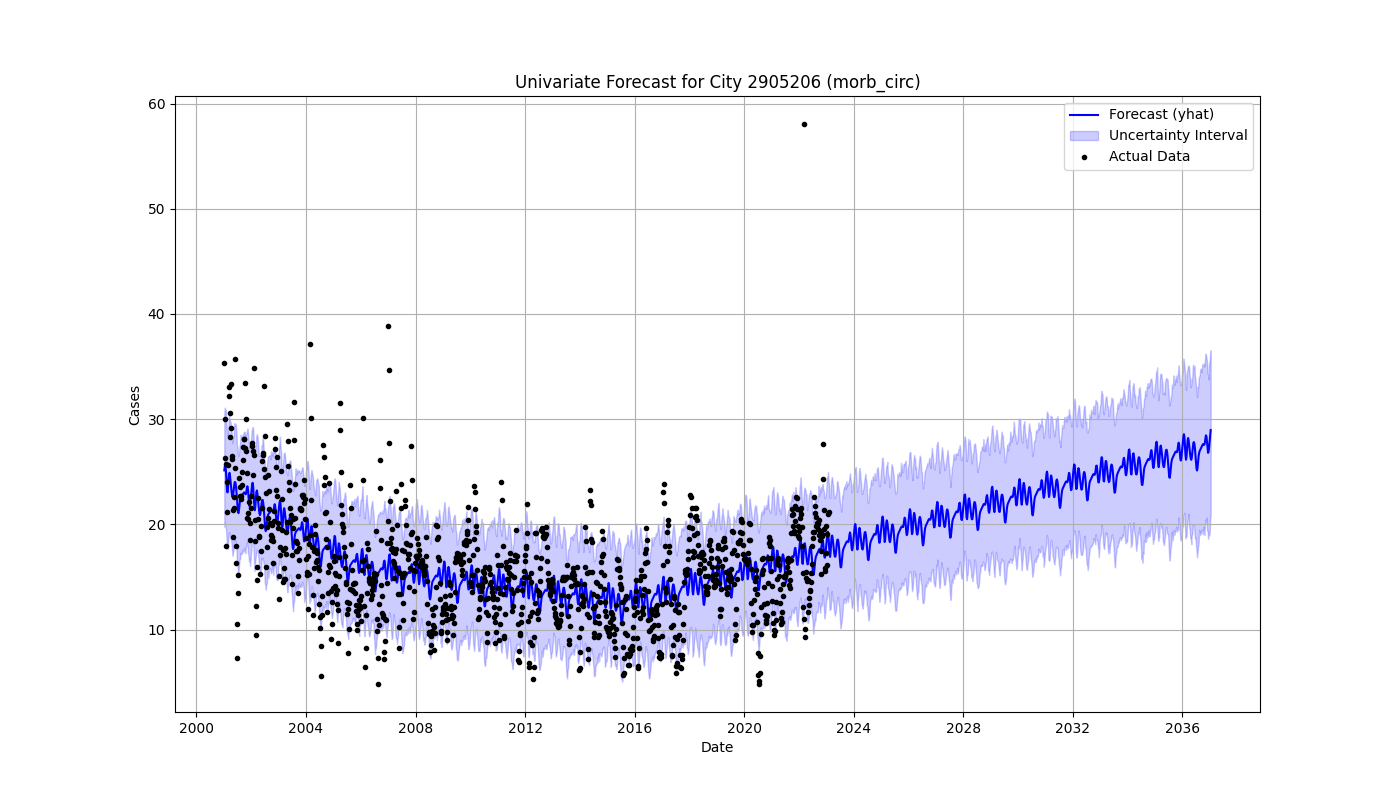 Univariate Forecast for City 2905206 (morb_circ)
Forecast (yhat)
Uncertainty Interval
Actual Data
Cases
60
50
40
30
20
10
2000 2004 2008 2012 2016 2020 2024 2028 2032 2036
Date